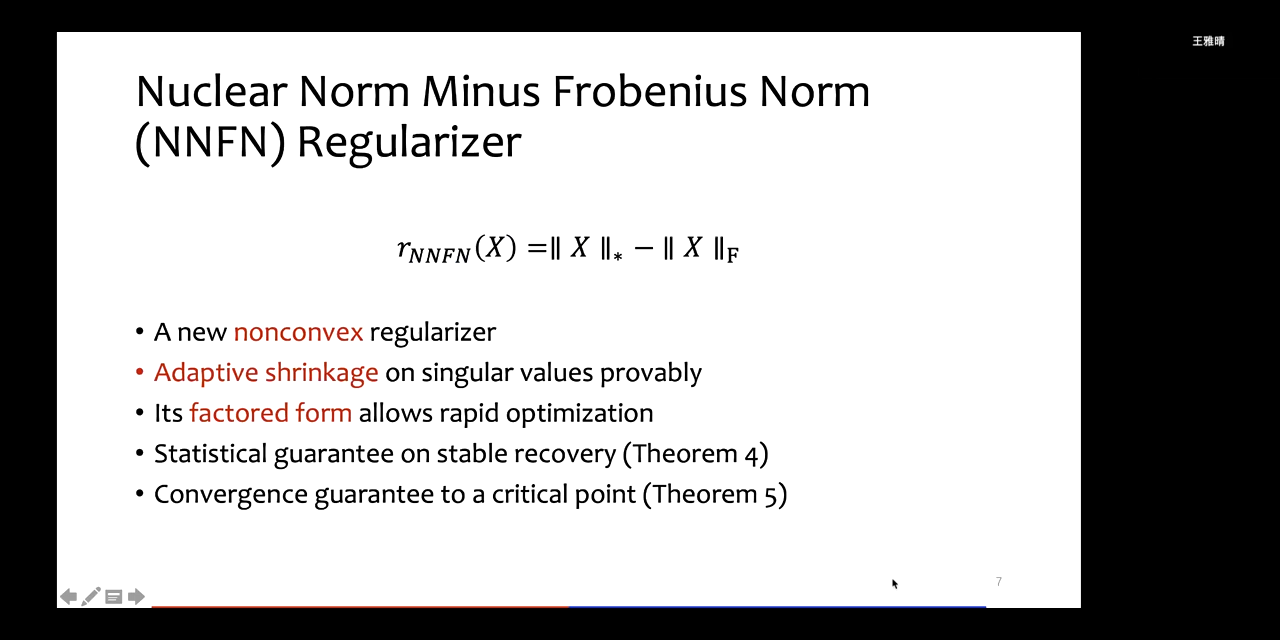 王雅晴
Nuclear Norm Minus Frobenius Norm
(NNFN) Regularizer
r_{NNFN}(X) =‖ X ‖_* − ‖ X ‖_F
• A new nonconvex regularizer
• Adaptive shrinkage on singular values provably
• Its factored form allows rapid optimization
• Statistical guarantee on stable recovery (Theorem 4)
• Convergence guarantee to a critical point (Theorem 5)
7